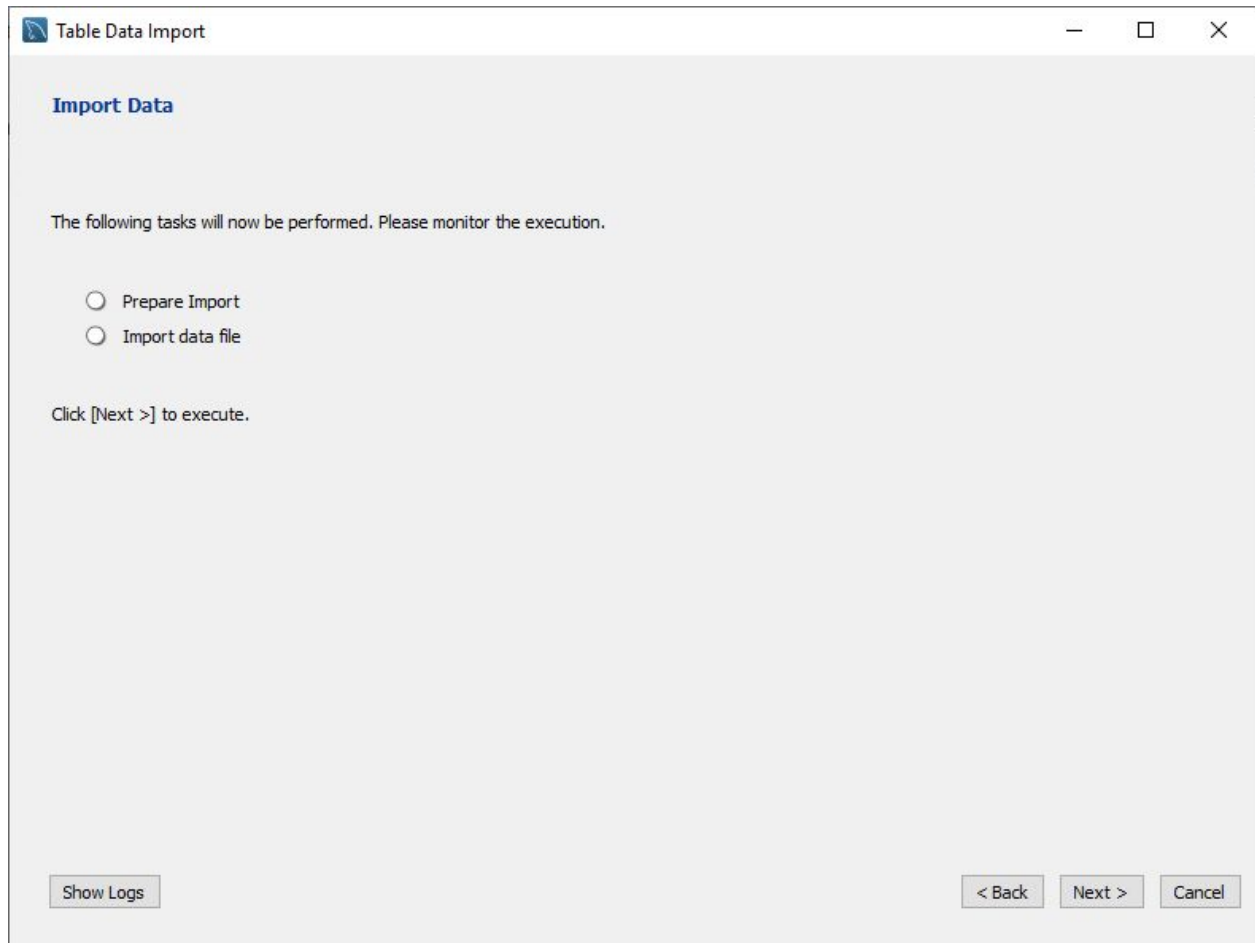 Table Data Import
Import Data
The following tasks will now be performed. Please monitor the execution.
Prepare Import
Import data file
Click [Next >] to execute.
Show Logs
< Back
Next >
Cancel